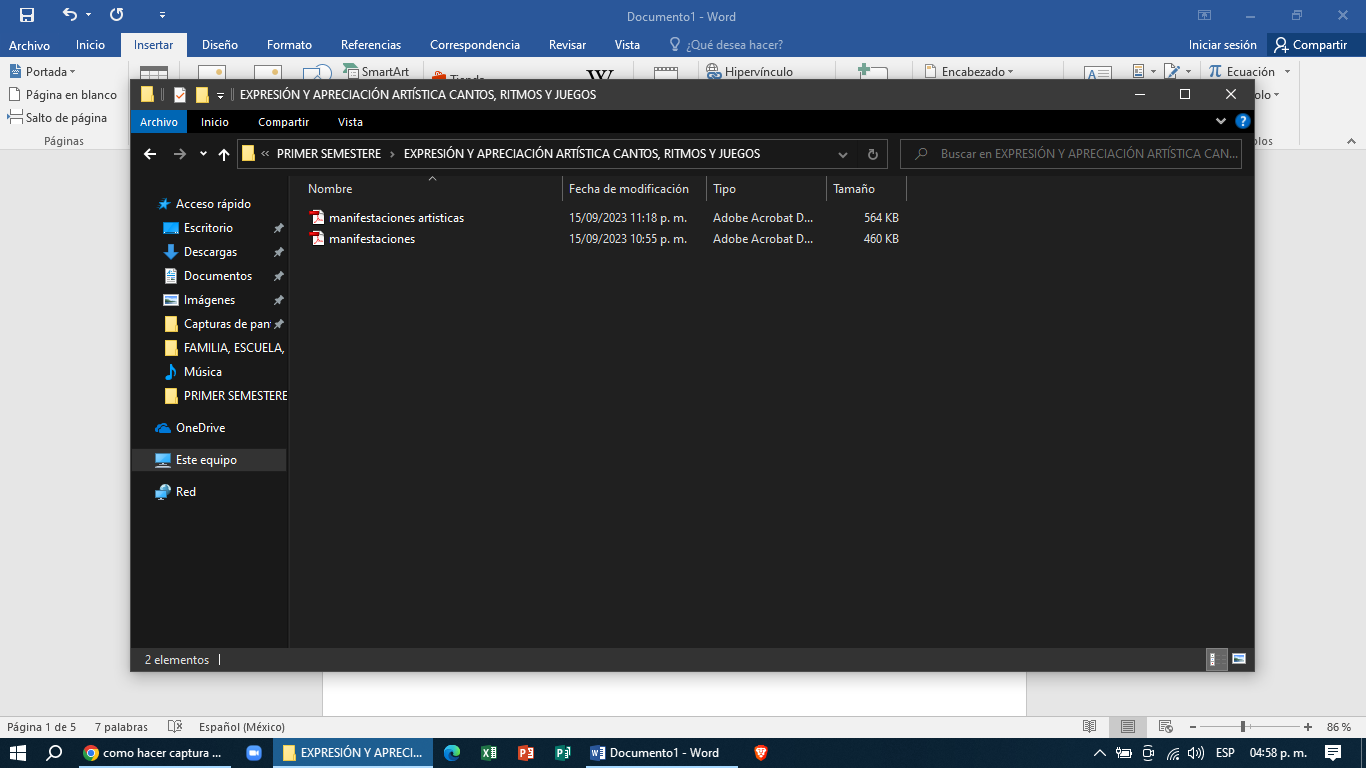 Documento1 - Word
Archivo Inicio Insertar Diseño Formato Referencias Correspondencia Revisar Vista ¿Qué desea hacer? Iniciar sesión Compartir
Portada SmartArt Hipervínculo Encabezado Ecuación
Página en blanco
Salto de página
Páginas
EXPRESIÓN Y APRECIACIÓN ARTÍSTICA CANTOS, RITMOS Y JUEGOS
Archivo Inicio Compartir Vista
PRIMER SEMESTERE > EXPRESIÓN Y APRECIACIÓN ARTÍSTICA CANTOS, RITMOS Y JUEGOS
Buscar en EXPRESIÓN Y APRECIACIÓN ARTÍSTICA CAN...
Nombre Fecha de modificación Tipo Tamaño
manifestaciones artisticas 15/09/2023 11:18 p. m. Adobe Acrobat D... 564 KB
manifestaciones 15/09/2023 10:55 p. m. Adobe Acrobat D... 460 KB
Acceso rápido
Escritorio
Descargas
Documentos
Imágenes
Capturas de pan
FAMILIA, ESCUELA,
Música
PRIMER SEMESTERE
OneDrive
Este equipo
Red
2 elementos
Página 1 de 5 7 palabras Español (México) 86 %
como hacer captura ... EXPRESIÓN Y APRECI... Documento1 - Word ESP 04:58 p. m.